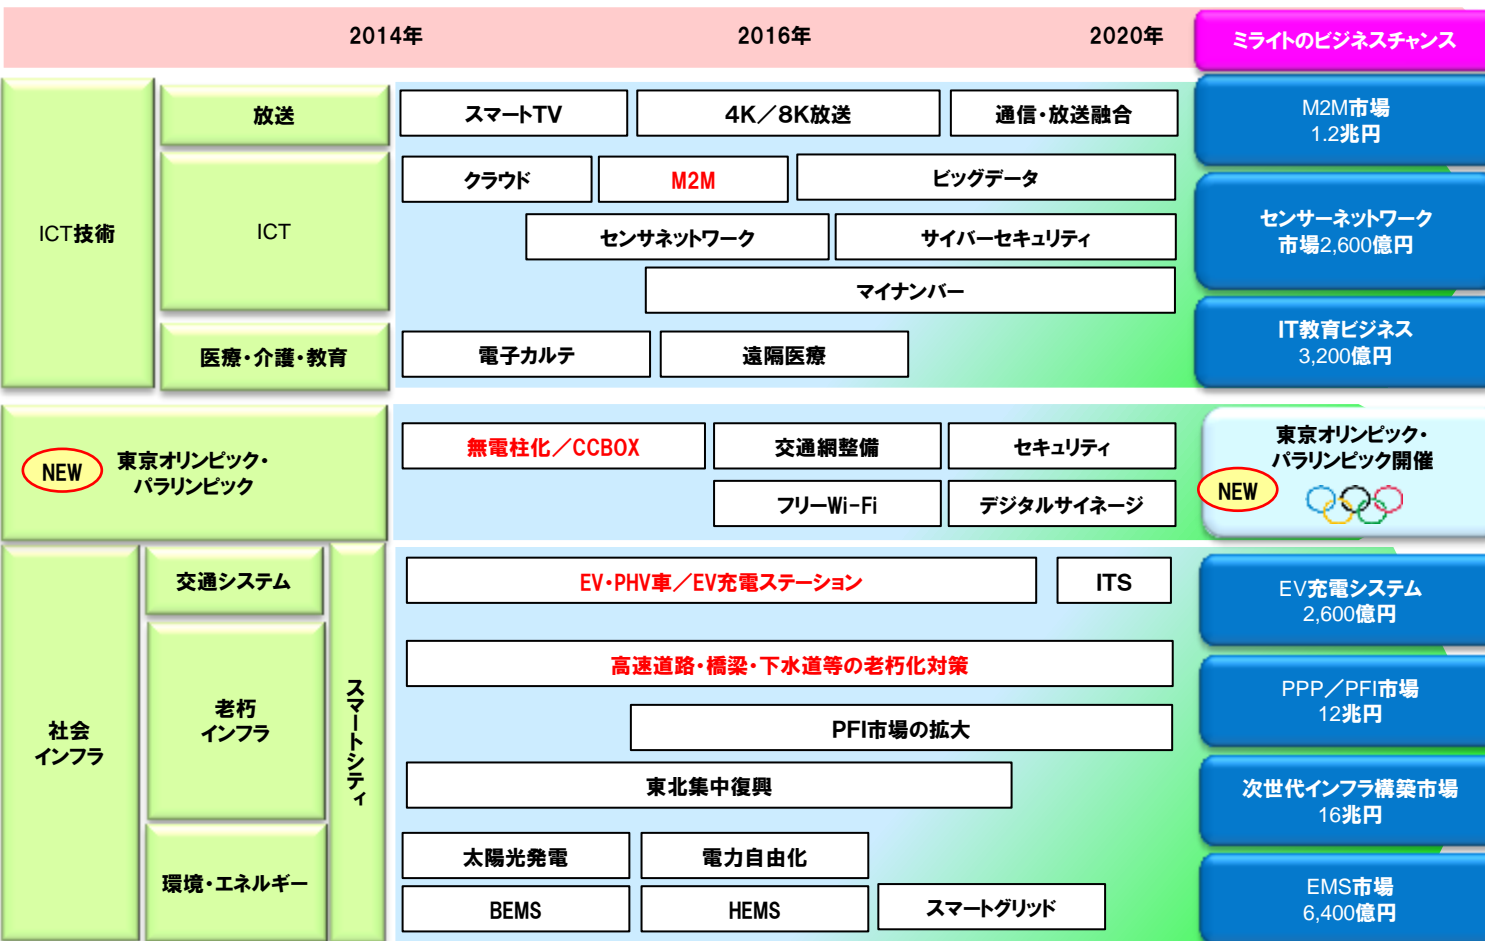 2014年
2016年
2020年
ミライトのビジネスチャンス
ICT技術
放送
スマートTV
4K／8K放送
通信・放送融合
M2M市場
1.2兆円
ICT
クラウド
M2M
ビッグデータ
センサネットワーク
サイバーセキュリティ
マイナンバー
センサーネットワーク
市場2,600億円
医療・介護・教育
電子カルテ
遠隔医療
IT教育ビジネス
3,200億円
NEW
東京オリンピック・
パラリンピック
無電柱化／CCBOX
交通網整備
セキュリティ
フリーWi-Fi
デジタルサイネージ
東京オリンピック・
パラリンピック開催
NEW
社会
インフラ
スマートシティ
交通システム
EV・PHV車／EV充電ステーション
ITS
EV充電システム
2,600億円
老朽
インフラ
高速道路・橋梁・下水道等の老朽化対策
PFI市場の拡大
東北集中復興
PPP／PFI市場
12兆円
次世代インフラ構築市場
16兆円
環境・エネルギー
太陽光発電
電力自由化
BEMS
HEMS
スマートグリッド
EMS市場
6,400億円